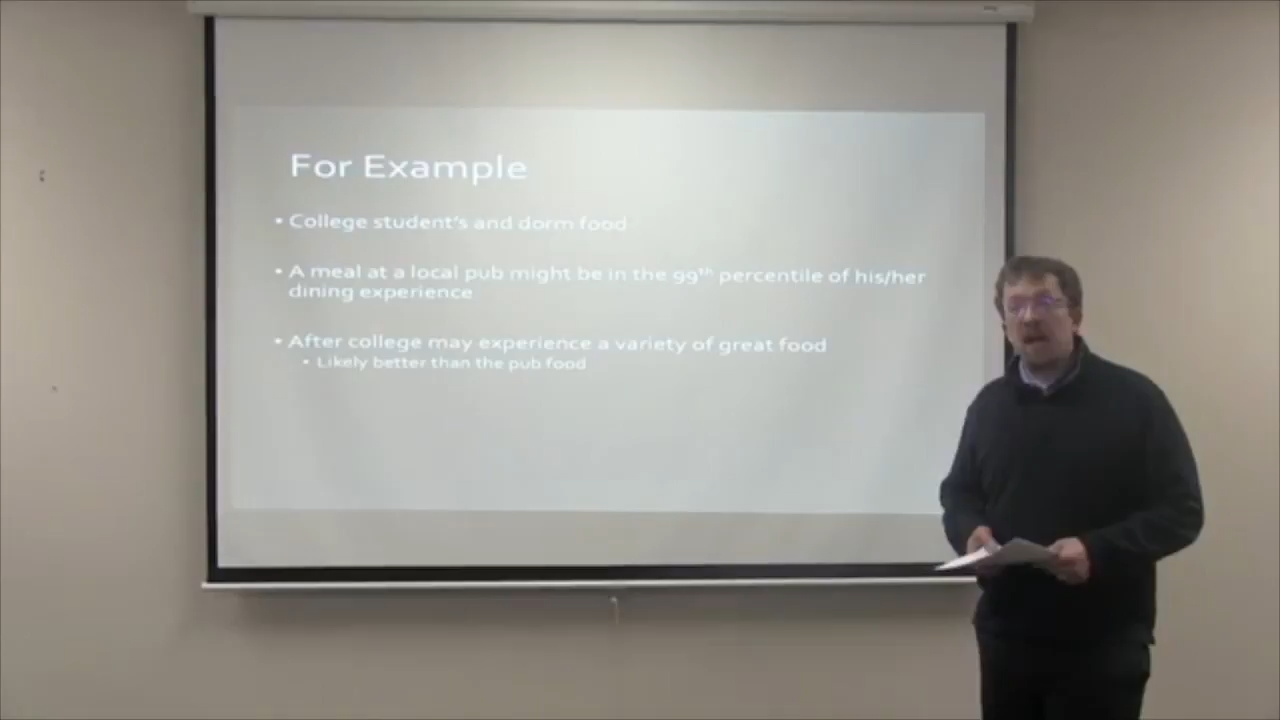 For Example
• College student's and dorm food
• A meal at a local pub might be in the 99th percentile of his/her
dining experience
• After college may experience a variety of great food
• Likely better than the pub food